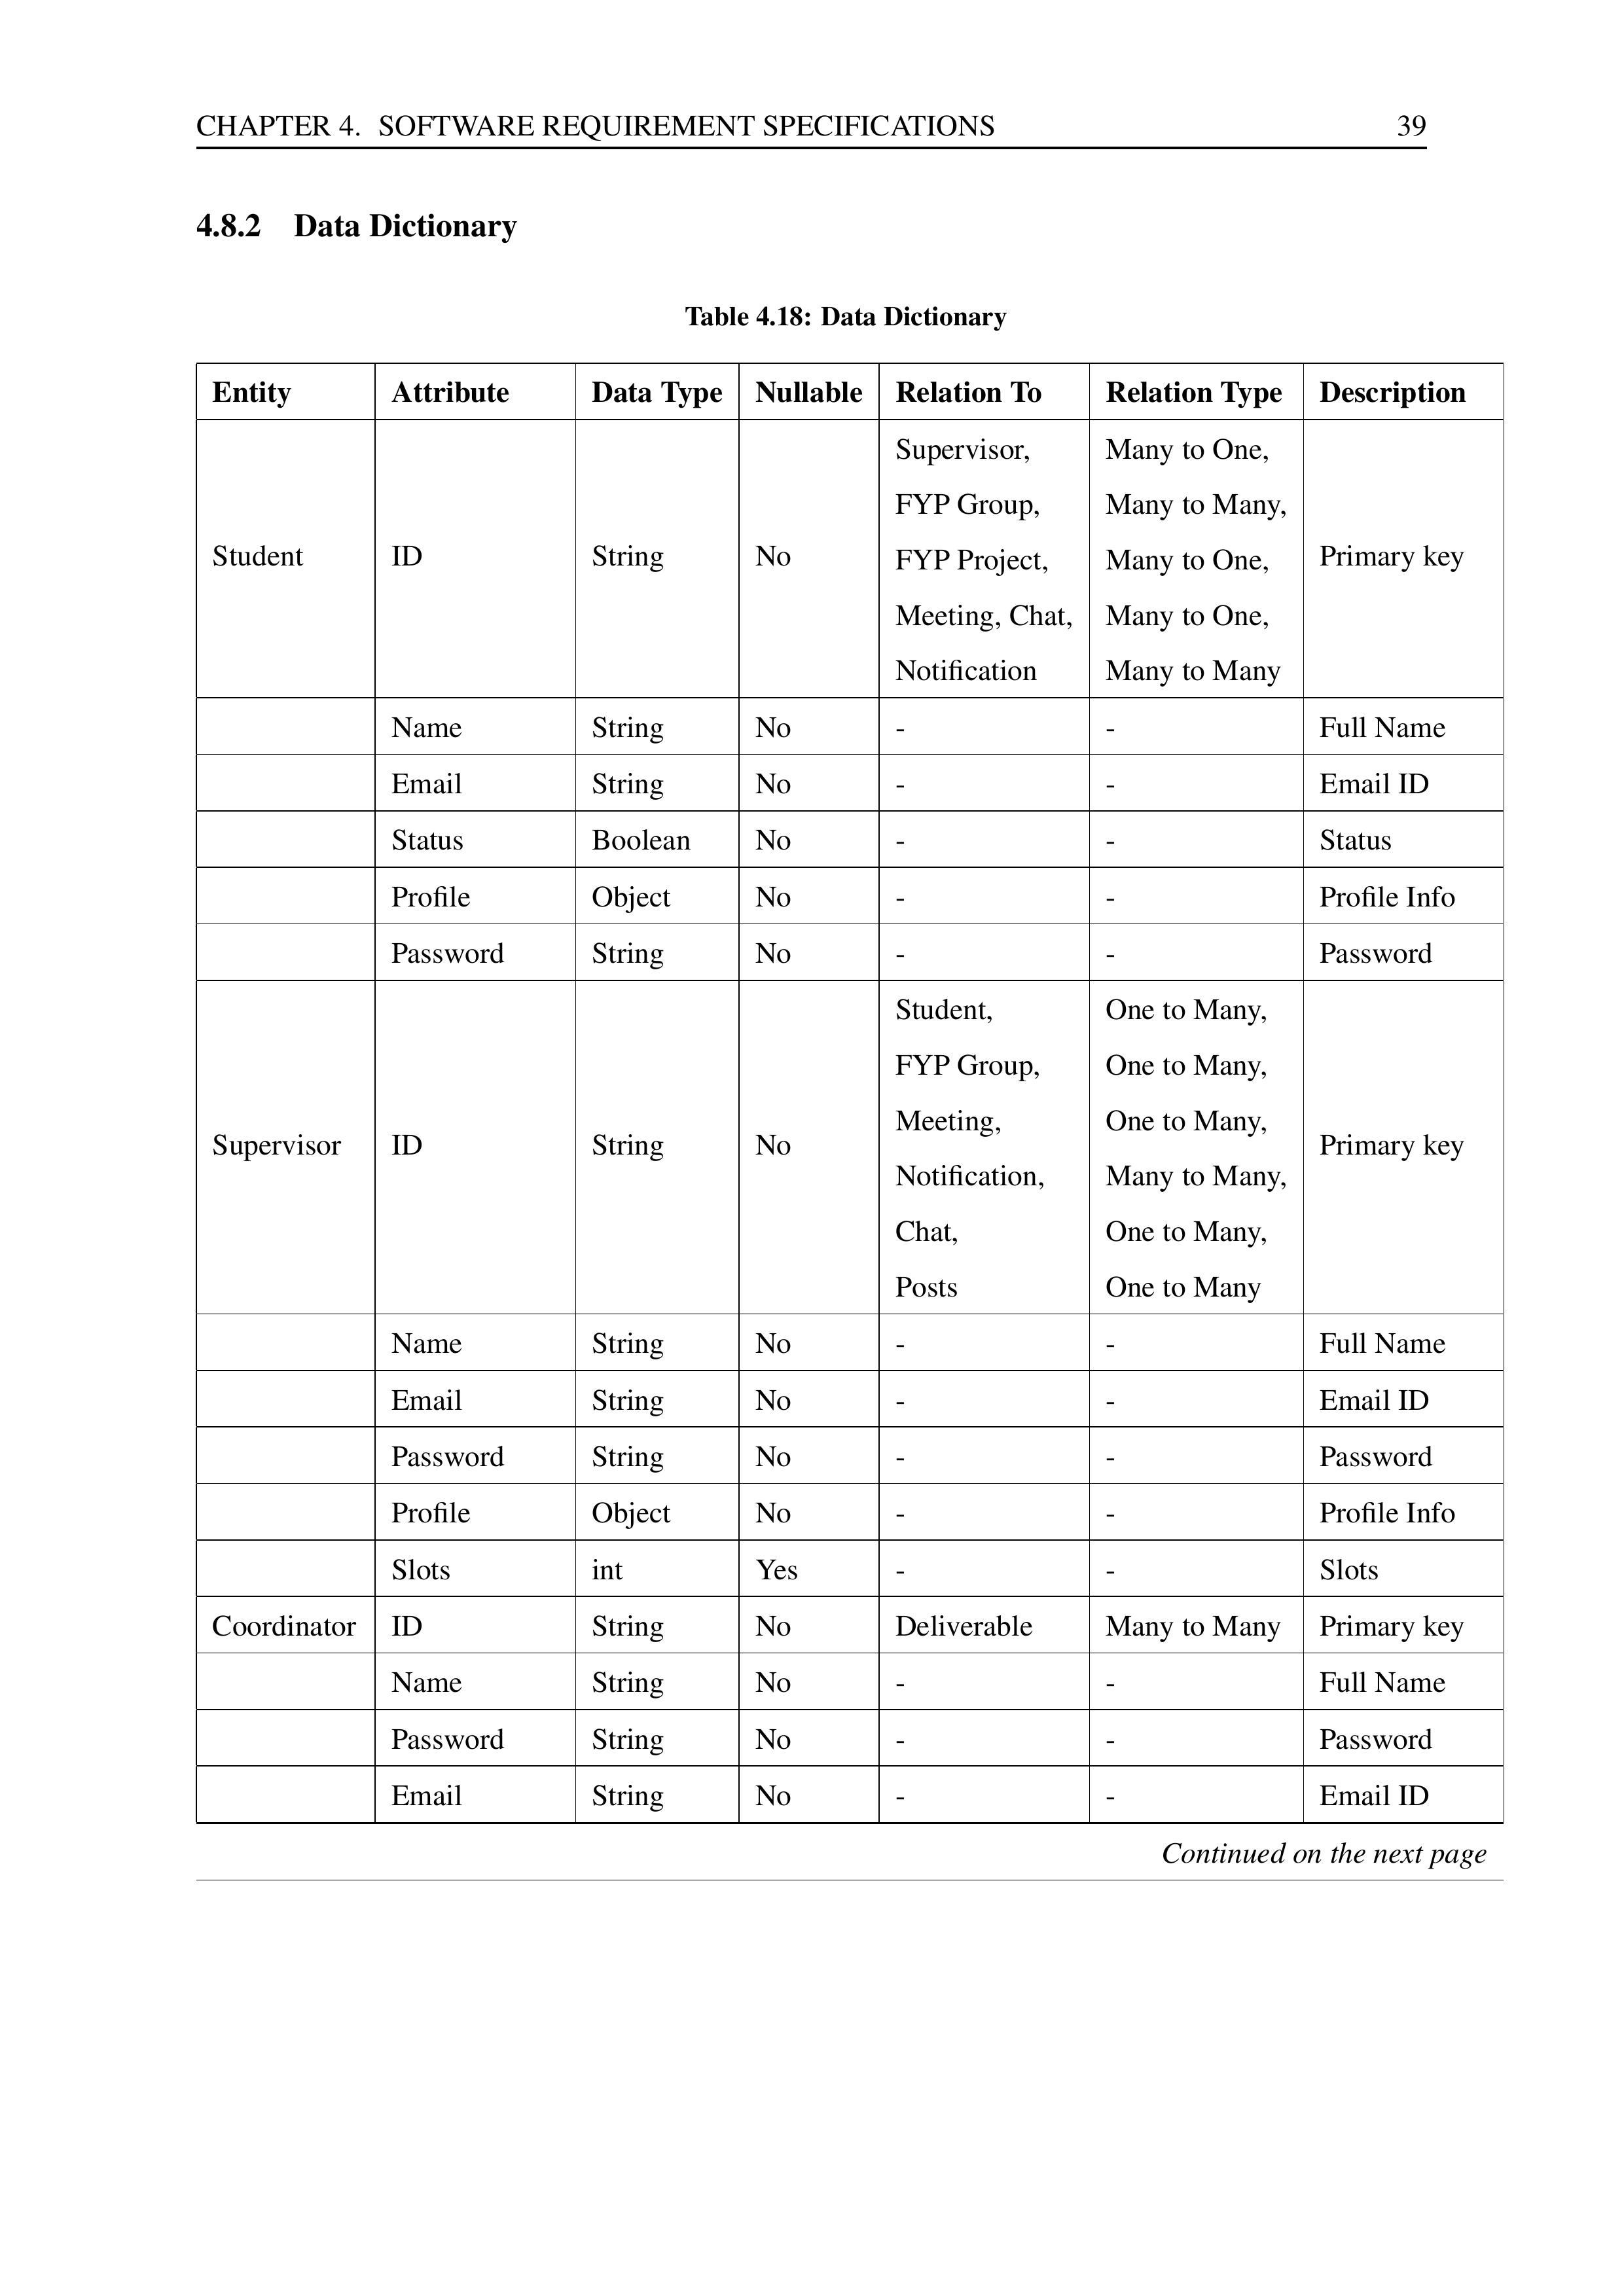 CHAPTER 4. SOFTWARE REQUIREMENT SPECIFICATIONS 39
4.8.2 Data Dictionary
Table 4.18: Data Dictionary
Entity Attribute Data Type Nullable Relation To Relation Type Description
Supervisor, Many to One,
FYP Group, Many to Many,
Student ID String No FYP Project, Many to One, Primary key
Meeting, Chat, Many to One,
Notification Many to Many
Name String No - - Full Name
Email String No - - Email ID
Status Boolean No - - Status
Profile Object No - - Profile Info
Password String No - - Password
Student, One to Many,
FYP Group, One to Many,
Meeting, One to Many,
Supervisor ID String No Primary key
Notification, Many to Many,
Chat, One to Many,
Posts One to Many
Name String No - - Full Name
Email String No - - Email ID
Password String No - - Password
Profile Object No - - Profile Info
Slots int Yes - - Slots
Coordinator ID String No Deliverable Many to Many Primary key
Name String No - - Full Name
Password String No - - Password
Email String No - - Email ID
Continued on the next page